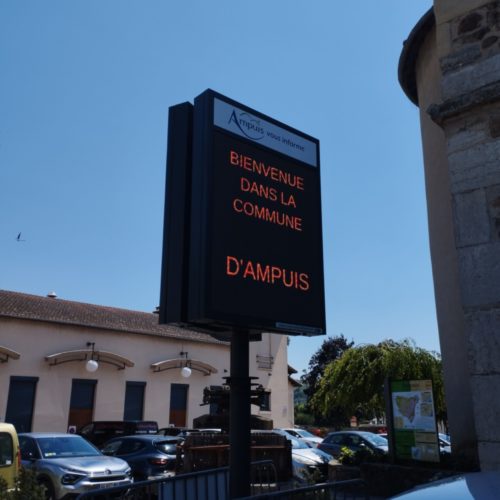 Ampuis vous informe
BIENVENUE
DANS LA
COMMUNE
D'AMPUIS